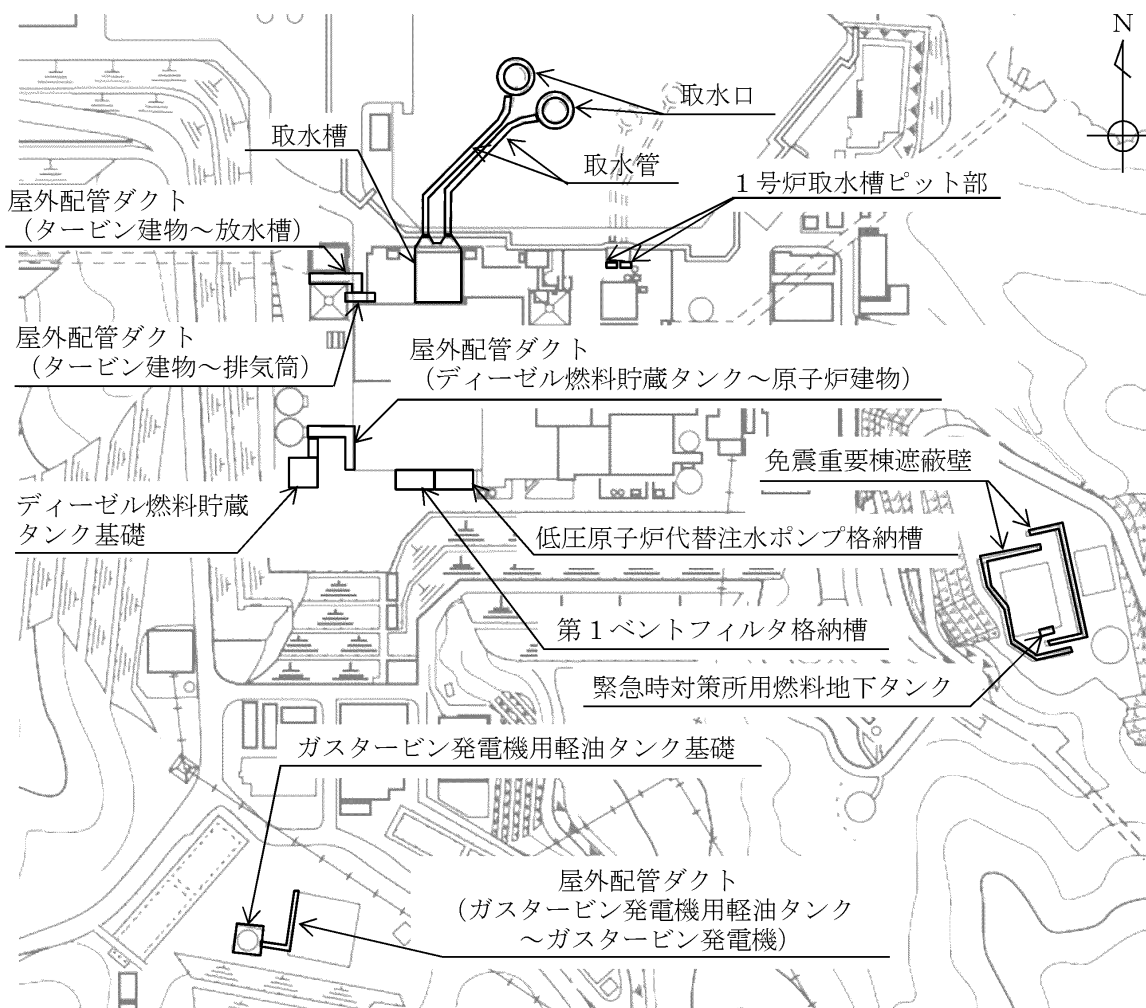 N
取水口
取水槽
取水管
1号炉取水槽ピット部
屋外配管ダクト
（タービン建物～放水槽）
屋外配管ダクト
（タービン建物～排気筒）
屋外配管ダクト
（ディーゼル燃料貯蔵タンク～原子炉建物）
免震重要棟遮蔽壁
ディーゼル燃料貯蔵
タンク基礎
低圧原子炉代替注水ポンプ格納槽
第1ベントフィルタ格納槽
緊急時対策所用燃料地下タンク
ガスタービン発電機用軽油タンク基礎
屋外配管ダクト
（ガスタービン発電機用軽油タンク
～ガスタービン発電機）